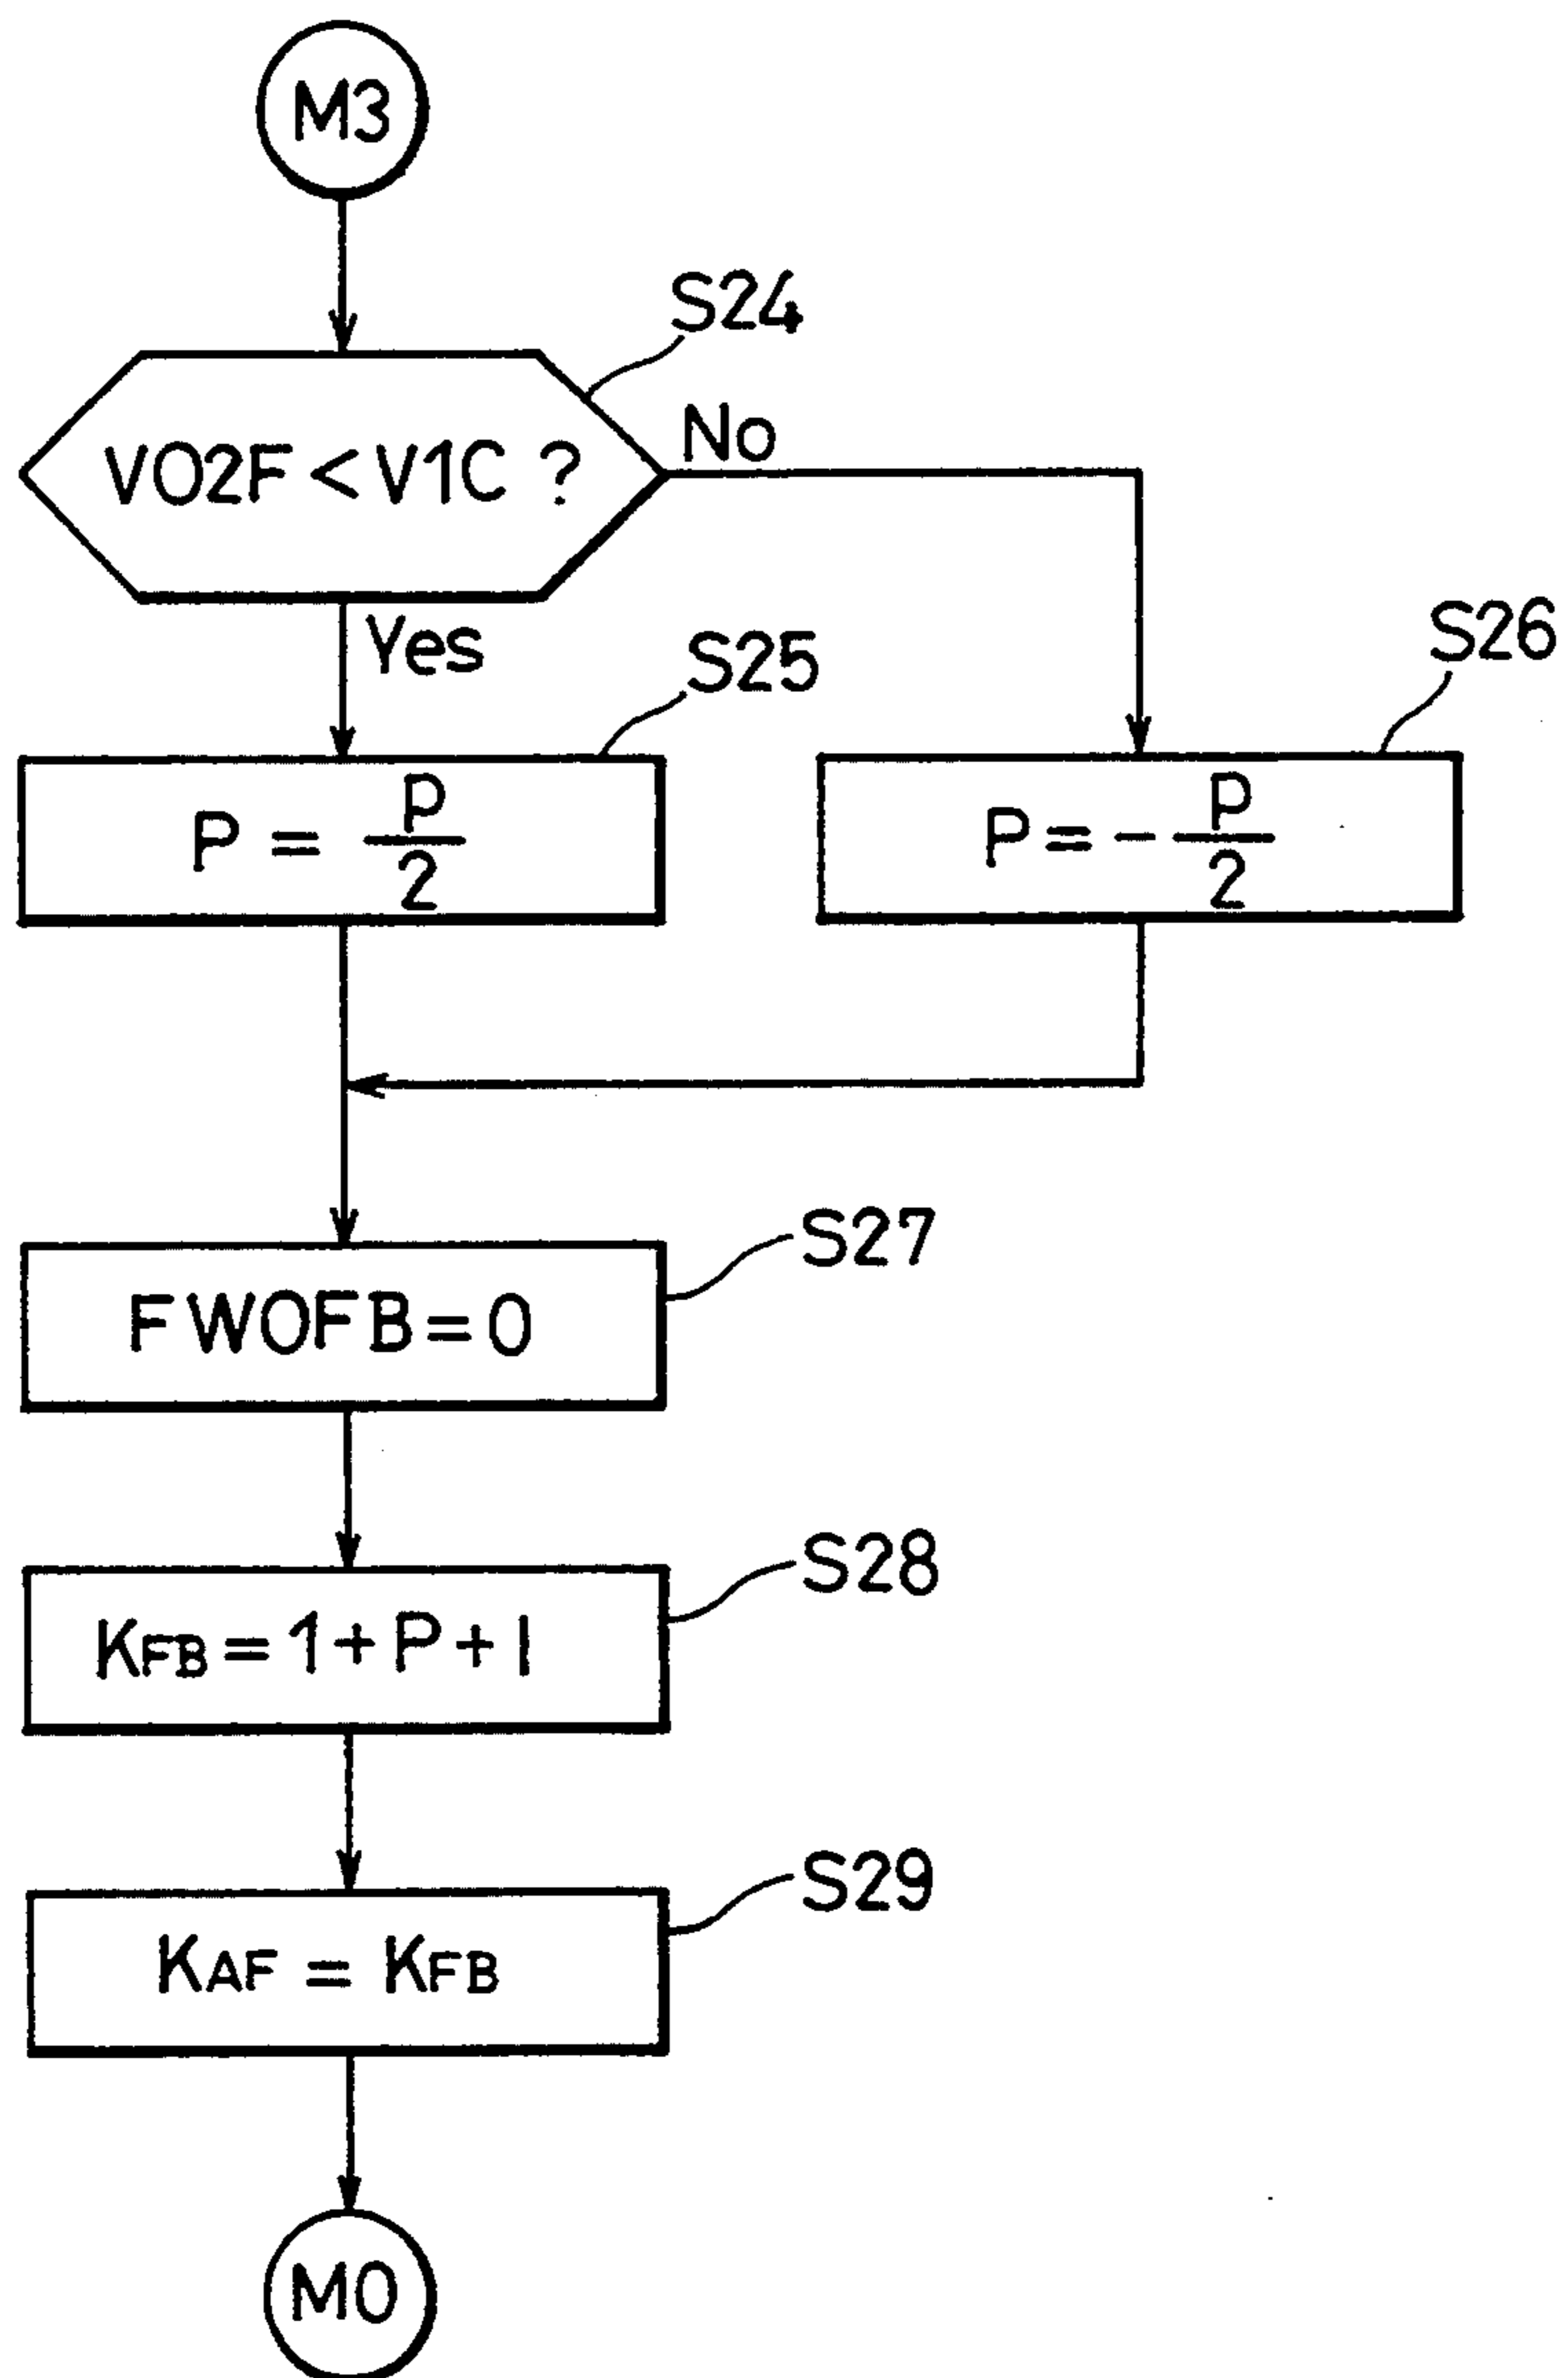 M3
S24
VO2F < V1C ?
No
Yes
S25
S26
P = P/2
P = - P/2
S27
FWOFB = 0
S28
KFB = 1 + P + I
S29
KAF = KFB
M0